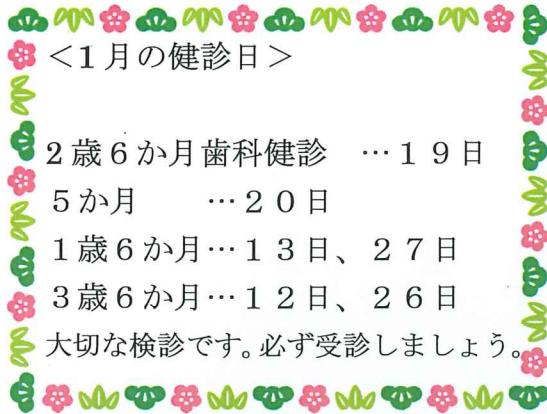 ＜1月の健診日＞
2歳6か月歯科健診　…19日
5か月　　…20日
1歳6か月…13日、27日
3歳6か月…12日、26日
大切な検診です。必ず受診しましょう。